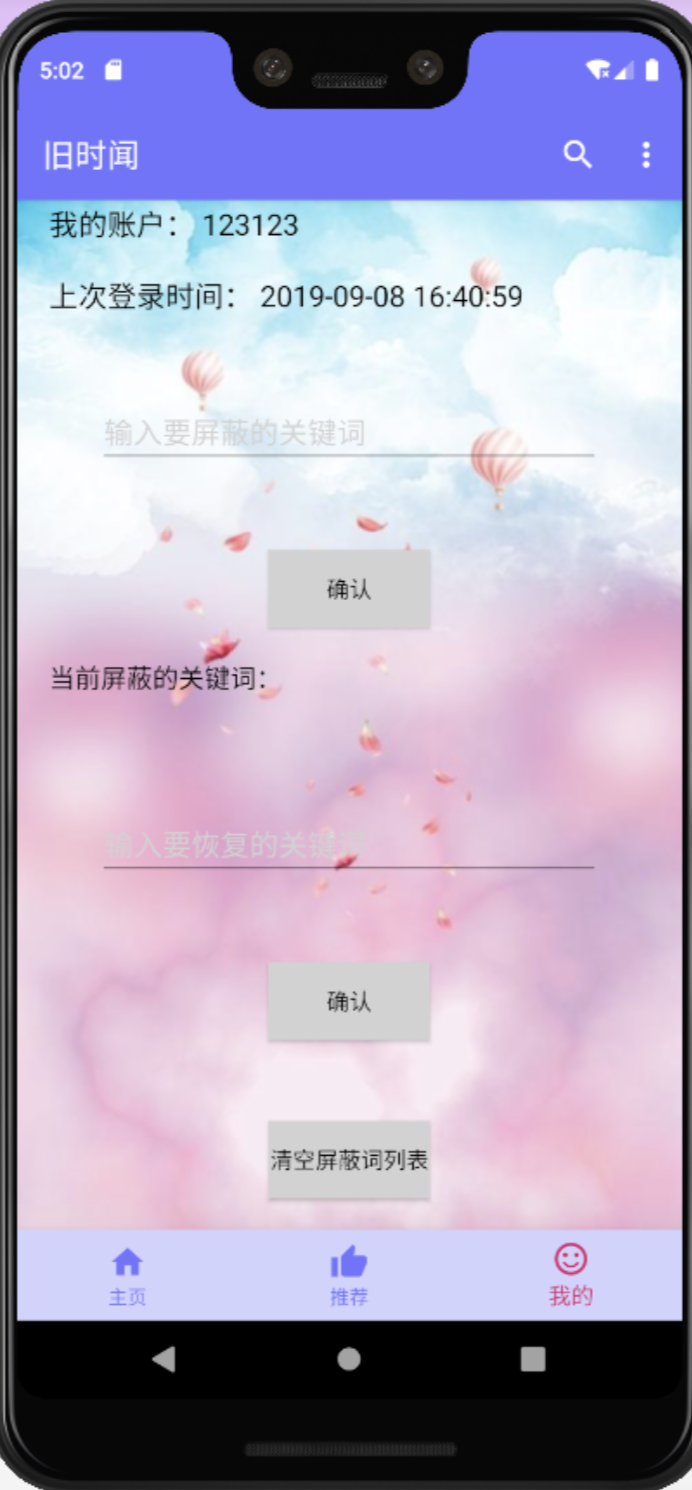 5:02
旧时闻
我的账户： 123123
上次登录时间： 2019-09-08 16:40:59
输入要屏蔽的关键词
确认
当前屏蔽的关键词：
输入要恢复的关键词
确认
清空屏蔽词列表
主页 推荐 我的